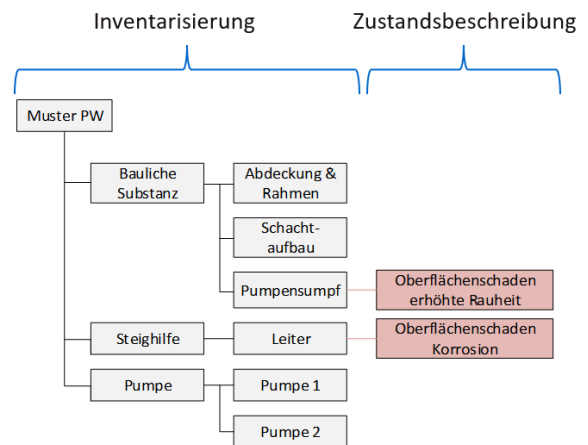 Inventarisierung
Zustandsbeschreibung
Muster PW
Bauliche
Substanz
Abdeckung &
Rahmen
Schacht-
aufbau
Pumpensumpf
Oberflächenschaden
erhöhte Rauheit
Steighilfe
Leiter
Oberflächenschaden
Korrosion
Pumpe
Pumpe 1
Pumpe 2